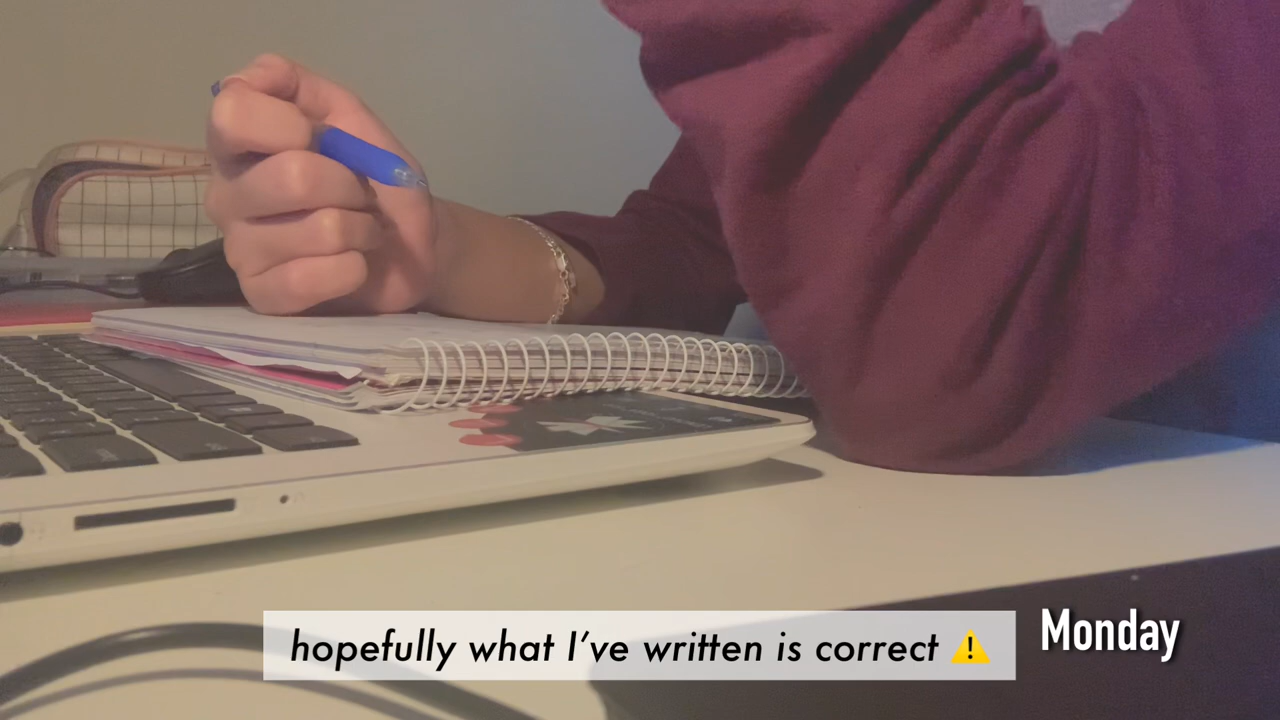 hopefully what I've written is correct ⚠️
Monday